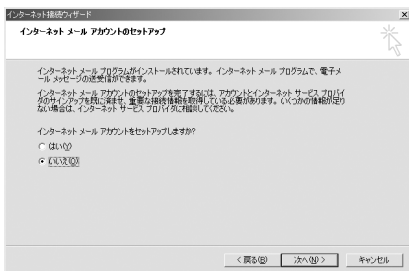 インターネット接続ウィザード
インターネット メール アカウントのセットアップ
インターネット メール プログラムがインストールされています。インターネット メール プログラムで、電子メ
ール メッセージの送受信ができます。
インターネット メール アカウントのセットアップを完了するには、アカウントとインターネット サービス プロバイ
ダのサインアップを既に済ませ、重要な接続情報を取得している必要があります。いくつかの情報が足り
ない場合は、インターネット サービス プロバイダに相談してください。
インターネット メール アカウントをセットアップしますか?
はい(Y)
いいえ(O)
< 戻る(B)
次へ(N) >
キャンセル